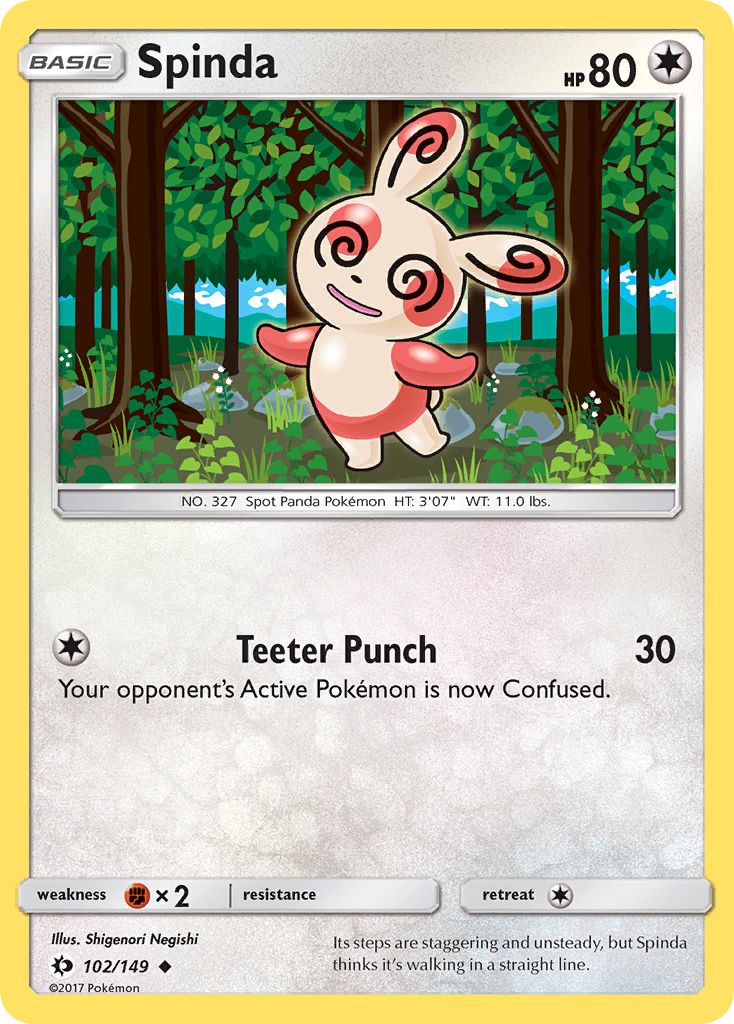 BASIC Spinda HP 80
NO. 327 Spot Panda Pokémon HT: 3'07" WT: 11.0 lbs.
Teeter Punch 30
Your opponent's Active Pokémon is now Confused.
weakness × 2 resistance retreat
Illus. Shigenori Negishi
102/149
©2017 Pokémon
Its steps are staggering and unsteady, but Spinda
thinks it's walking in a straight line.